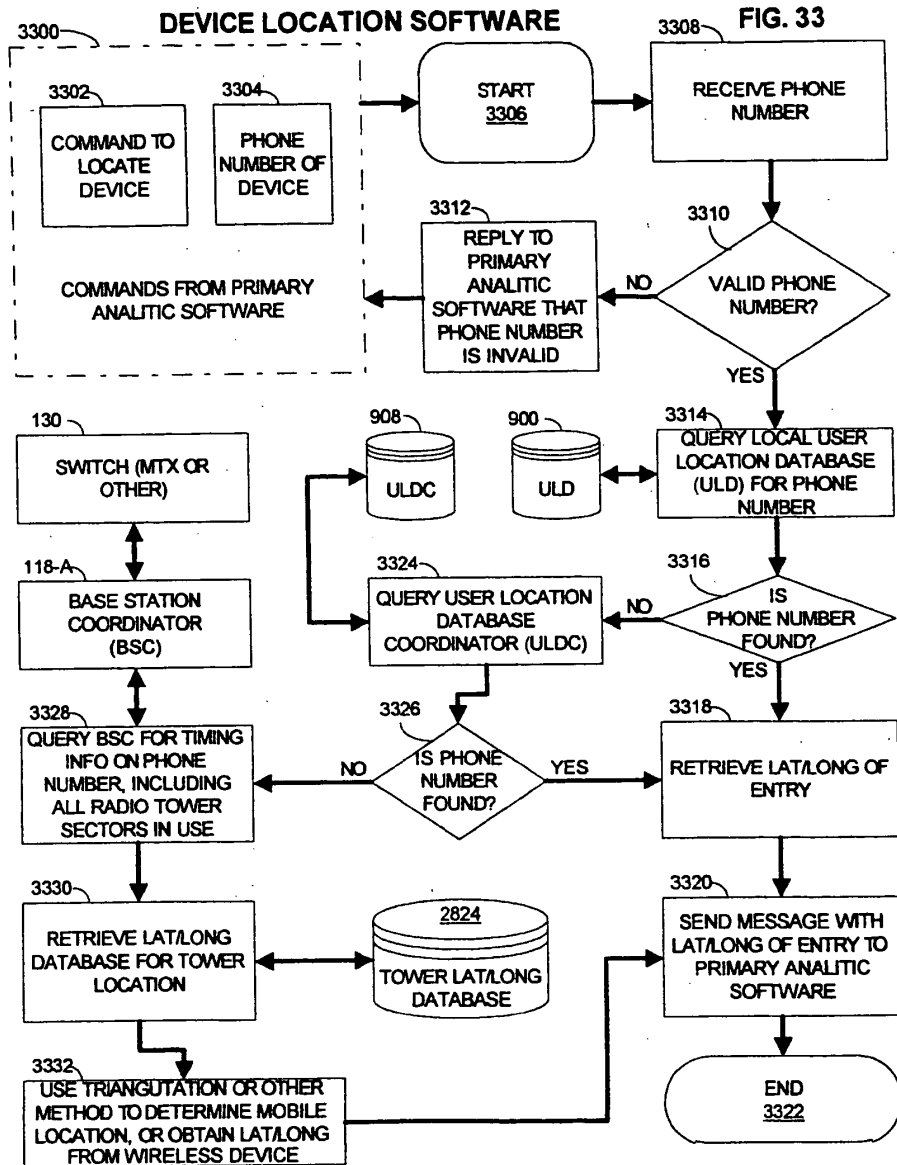 DEVICE LOCATION SOFTWARE
FIG. 33
3300
3302
COMMAND TO
LOCATE
DEVICE
3304
PHONE
NUMBER OF
DEVICE
COMMANDS FROM PRIMARY
ANALITIC SOFTWARE
START
3306
3308
RECEIVE PHONE
NUMBER
3310
VALID PHONE
NUMBER?
NO
YES
3312
REPLY TO
PRIMARY
ANALITIC
SOFTWARE THAT
PHONE NUMBER
IS INVALID
3314
QUERY LOCAL USER
LOCATION DATABASE
(ULD) FOR PHONE
NUMBER
900
ULD
908
ULDC
3316
IS
PHONE NUMBER
FOUND?
NO
YES
3324
QUERY USER LOCATION
DATABASE
COORDINATOR (ULDC)
3326
IS PHONE
NUMBER
FOUND?
NO
YES
130
SWITCH (MTX OR
OTHER)
118-A
BASE STATION
COORDINATOR
(BSC)
3328
QUERY BSC FOR TIMING
INFO ON PHONE
NUMBER, INCLUDING
ALL RADIO TOWER
SECTORS IN USE
3318
RETRIEVE LAT/LONG OF
ENTRY
3330
RETRIEVE LAT/LONG
DATABASE FOR TOWER
LOCATION
2824
TOWER LAT/LONG
DATABASE
3320
SEND MESSAGE WITH
LAT/LONG OF ENTRY TO
PRIMARY ANALITIC
SOFTWARE
3332
USE TRIANGUTATION OR OTHER
METHOD TO DETERMINE MOBILE
LOCATION, OR OBTAIN LAT/LONG
FROM WIRELESS DEVICE
END
3322